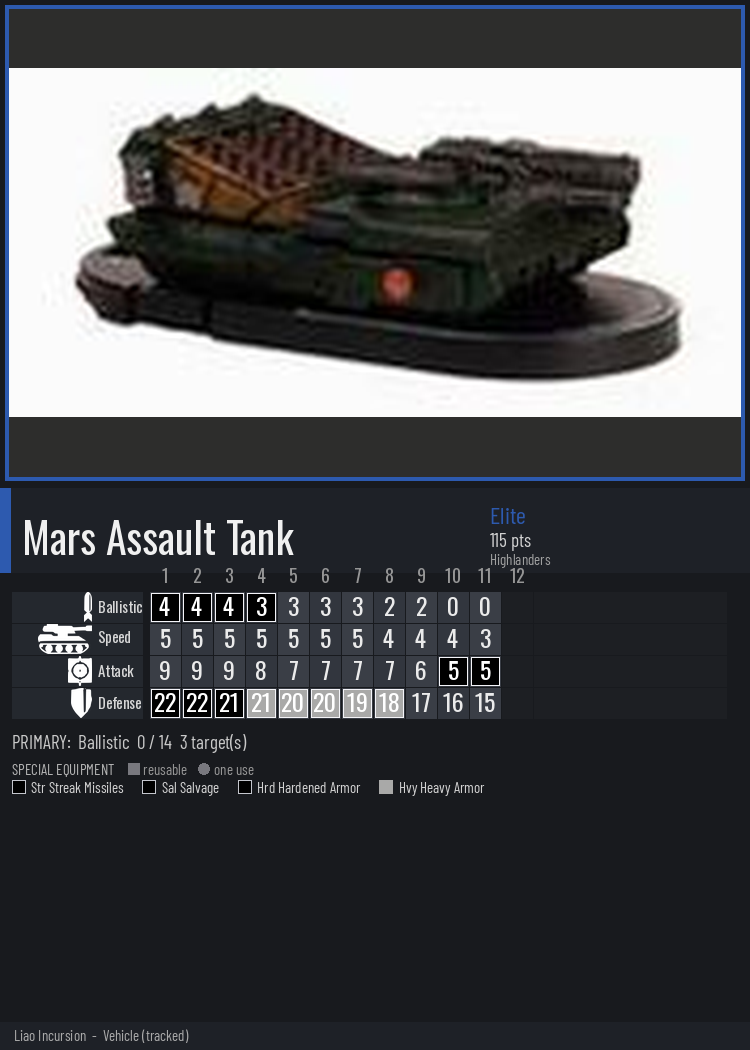 Mars Assault Tank
Elite
115 pts
Highlanders
1 2 3 4 5 6 7 8 9 10 11 12
Ballistic 4 4 4 3 3 3 3 2 2 0 0
Speed 5 5 5 5 5 5 5 4 4 4 3
Attack 9 9 9 8 7 7 7 7 6 5 5
Defense 22 22 21 21 20 20 19 18 17 16 15
PRIMARY: Ballistic 0 / 14 3 target(s)
SPECIAL EQUIPMENT reusable one use
Str Streak Missiles Sal Salvage Hrd Hardened Armor Hvy Heavy Armor
Liao Incursion - Vehicle (tracked)